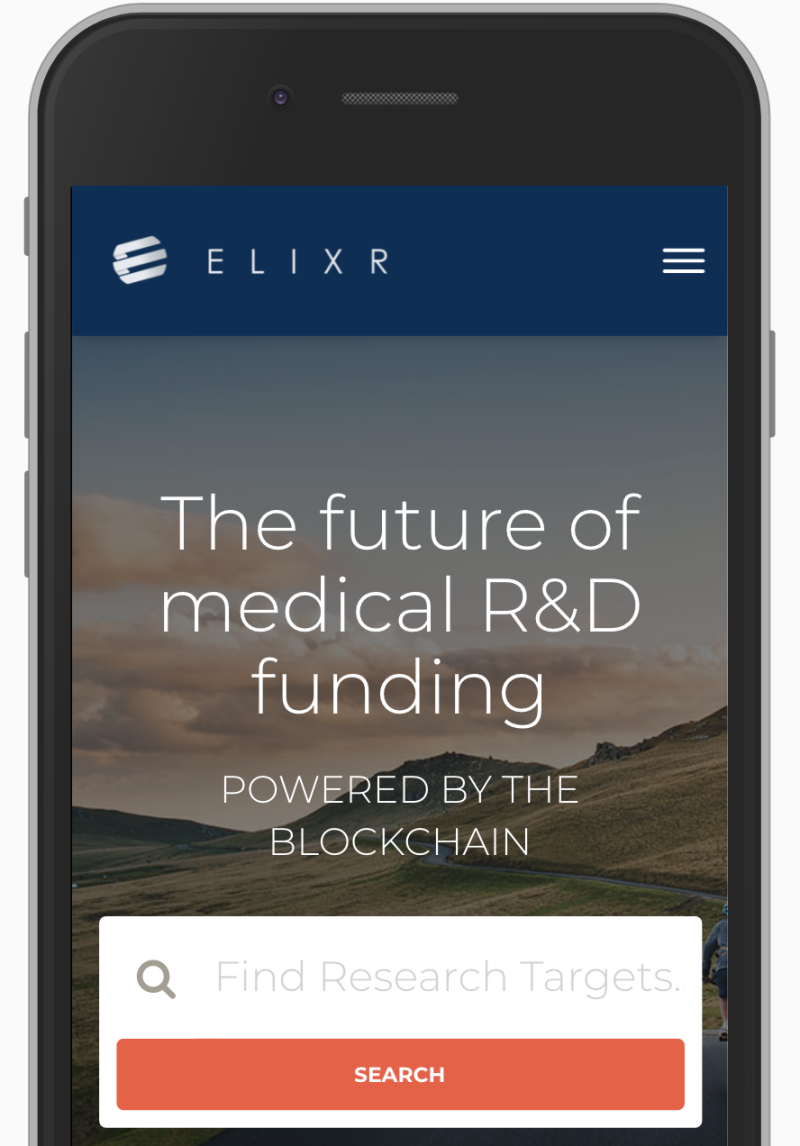 ELIXR
The future of
medical R&D
funding
POWERED BY THE
BLOCKCHAIN
Find Research Targets..
SEARCH